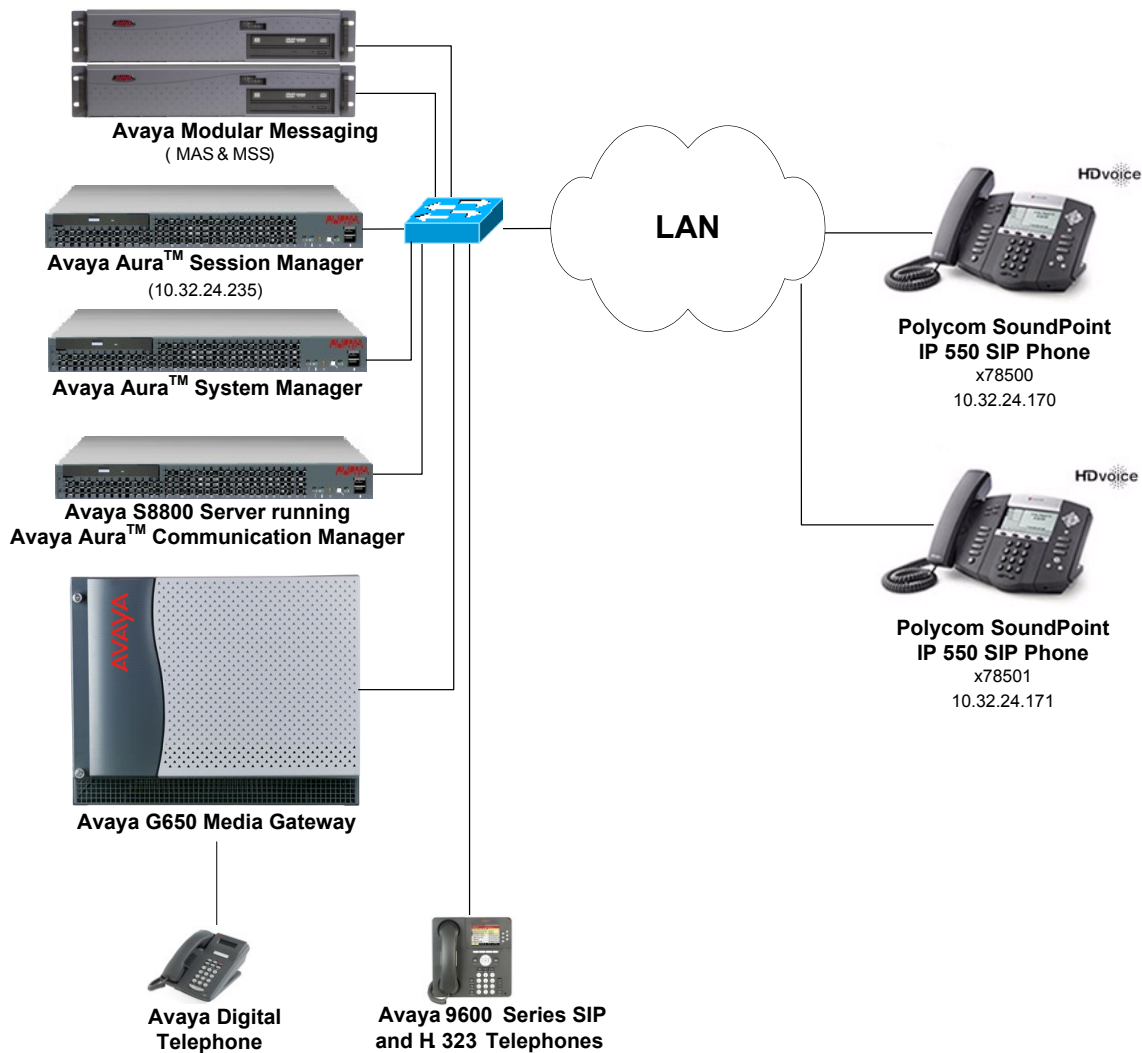 Avaya Modular Messaging
( MAS & MSS)
Avaya Aura™ Session Manager
(10.32.24.235)
Avaya Aura™ System Manager
Avaya S8800 Server running
Avaya Aura™ Communication Manager
AVAYA
Avaya G650 Media Gateway
Avaya Digital
Telephone
Avaya 9600 Series SIP
and H. 323 Telephones
LAN
HDvoice
Polycom SoundPoint
IP 550 SIP Phone
x78500
10.32.24.170
HDvoice
Polycom SoundPoint
IP 550 SIP Phone
x78501
10.32.24.171